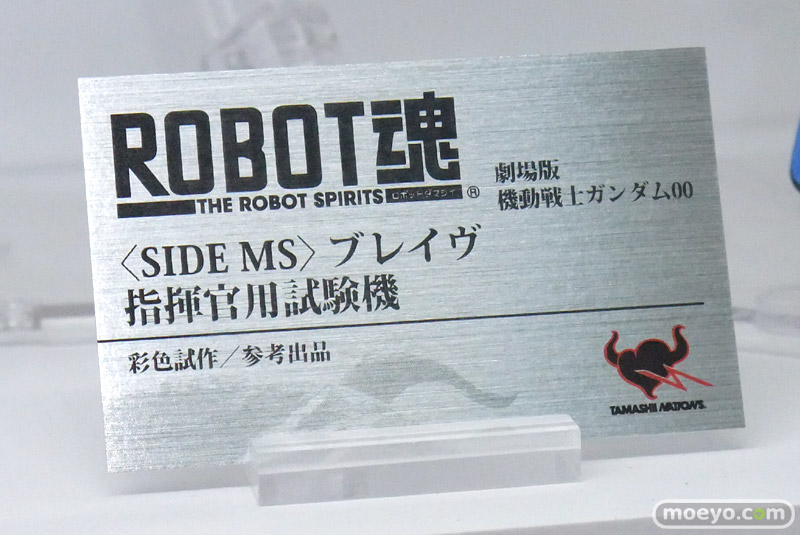 ROBOT魂
THE ROBOT SPIRITS ロボットダマシイ ®
劇場版
機動戦士ガンダム00
〈SIDE MS〉ブレイヴ
指揮官用試験機
彩色試作／参考出品
TAMASHII NATIONS
moeyo.com